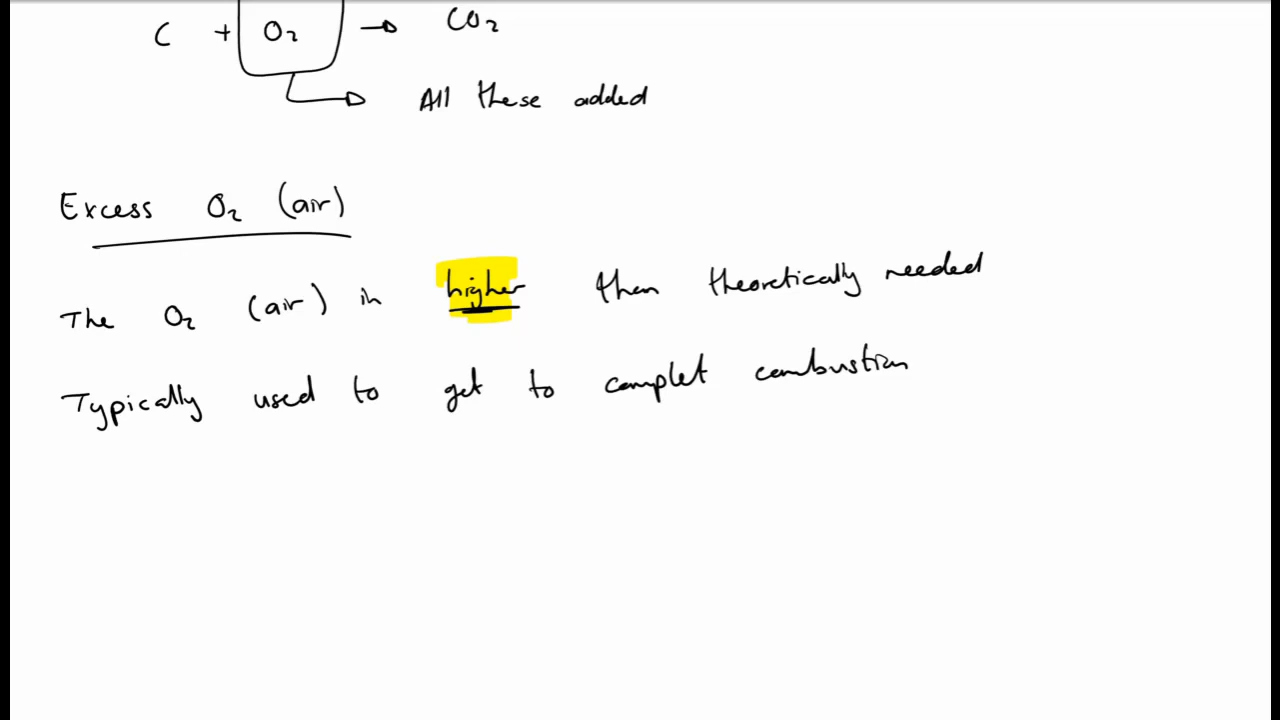 C + O₂ → CO₂
All these added
Excess O₂ (air)
The O₂ (air) in higher then theoretically needed
Typically used to get to complet combustion